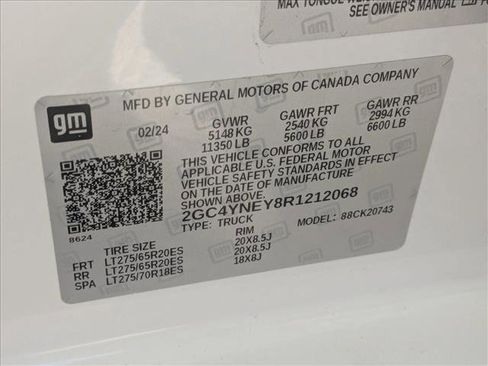 MAX TONGUE
SEE OWNER'S MANUAL
MFD BY GENERAL MOTORS OF CANADA COMPANY
gm
02/24 GVWR GAWR FRT GAWR RR
5148 KG 2540 KG 2994 KG
11350 LB 5600 LB 6600 LB
THIS VEHICLE CONFORMS TO ALL
APPLICABLE U.S. FEDERAL MOTOR
VEHICLE SAFETY STANDARDS IN EFFECT
ON THE DATE OF MANUFACTURE
SHOWN ABOVE.
2GC4YNEY8R1212068
8624 TYPE: TRUCK MODEL: 88CK20743
TIRE SIZE RIM
FRT LT275/65R20ES 20X8.5J
RR LT275/65R20ES 20X8.5J
SPA LT275/70R18ES 18X8J